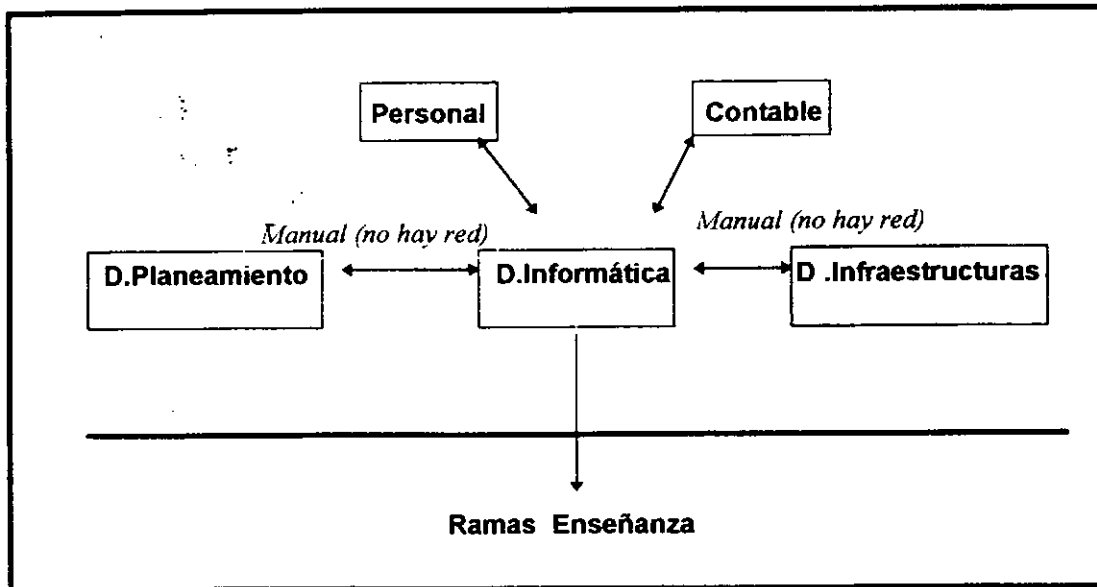 Personal
Contable
Manual (no hay red)
Manual (no hay red)
D.Planeamiento
D.Informática
D .Infraestructuras
Ramas Enseñanza